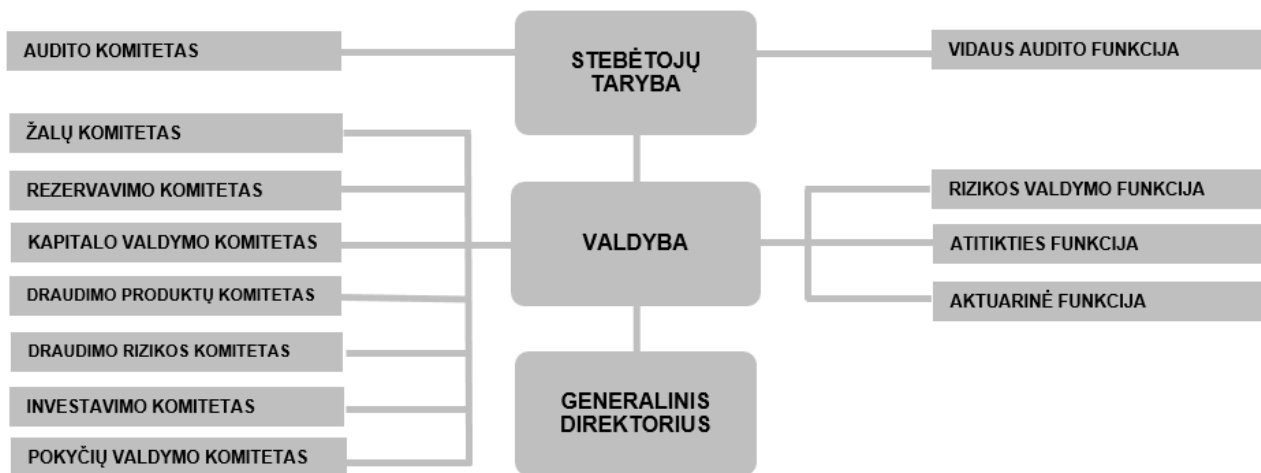 AUDITO KOMITETAS
STEBĖTOJŲ
TARYBA
VIDAUS AUDITO FUNKCIJA
ŽALŲ KOMITETAS
REZERVAVIMO KOMITETAS
KAPITALO VALDYMO KOMITETAS
DRAUDIMO PRODUKTŲ KOMITETAS
DRAUDIMO RIZIKOS KOMITETAS
INVESTAVIMO KOMITETAS
POKYČIŲ VALDYMO KOMITETAS
VALDYBA
RIZIKOS VALDYMO FUNKCIJA
ATITIKTIES FUNKCIJA
AKTUARINĖ FUNKCIJA
GENERALINIS
DIREKTORIUS